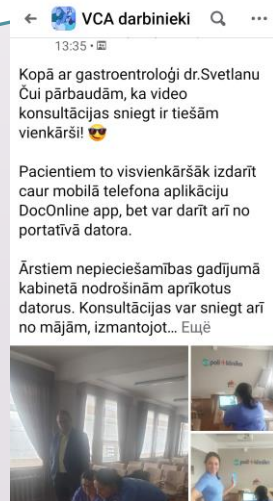 VCA darbinieki
13:35 •
Kopā ar gastroentroloģi dr.Svetlanu
Čui pārbaudām, ka video
konsultācijas sniegt ir tiešām
vienkārši!
Pacientiem to visvienkāršāk izdarīt
caur mobilā telefona aplikāciju
DocOnline app, bet var darīt arī no
portatīvā datora.
Ārstiem nepieciešamības gadījumā
kabinetā nodrošinām aprīkotus
datorus. Konsultācijas var sniegt arī
no mājām, izmantojot... Ещё